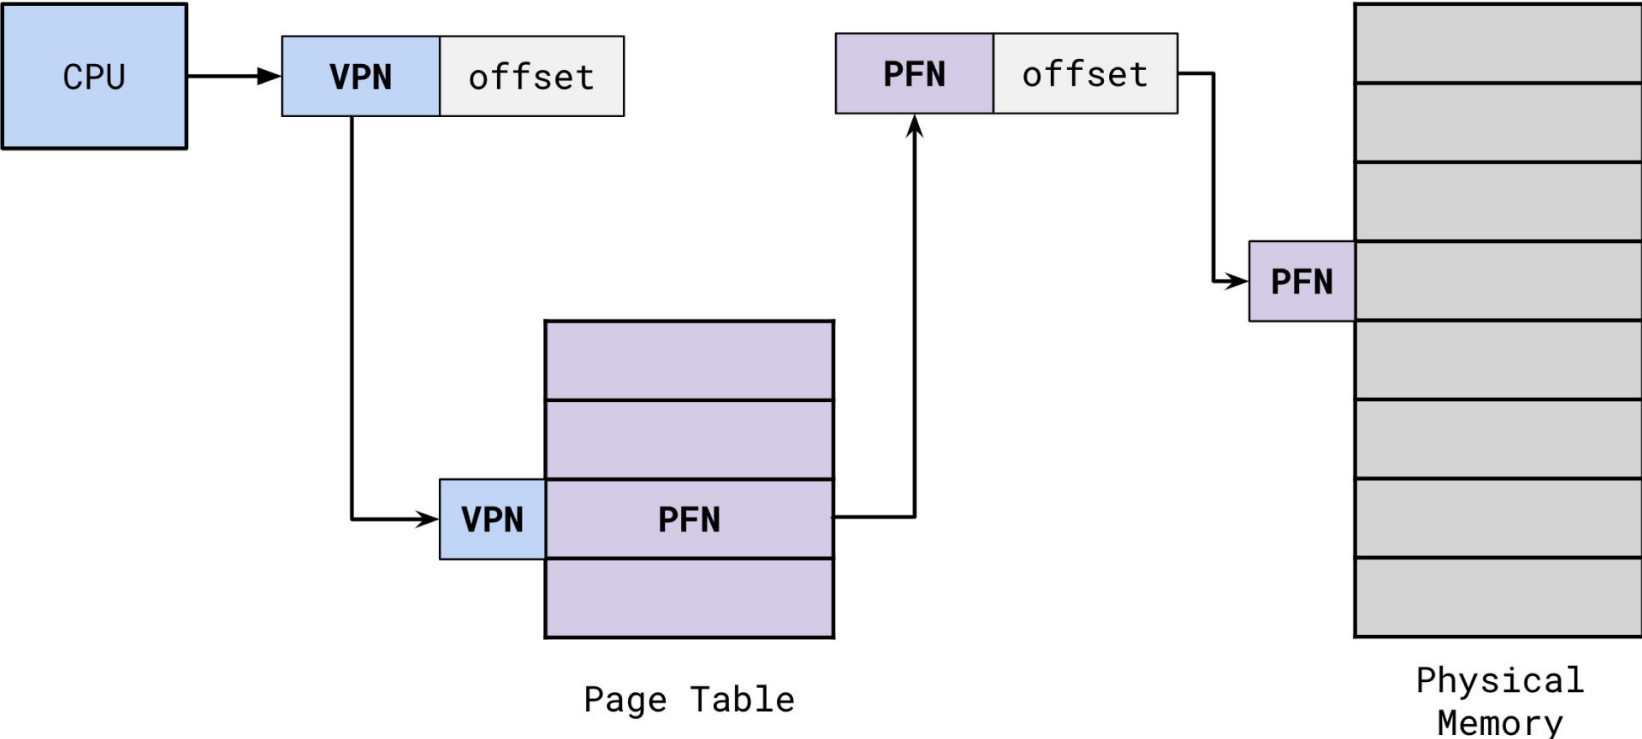 CPU
VPN
offset
PFN
offset
PFN
VPN
PFN
Page Table
Physical
Memory